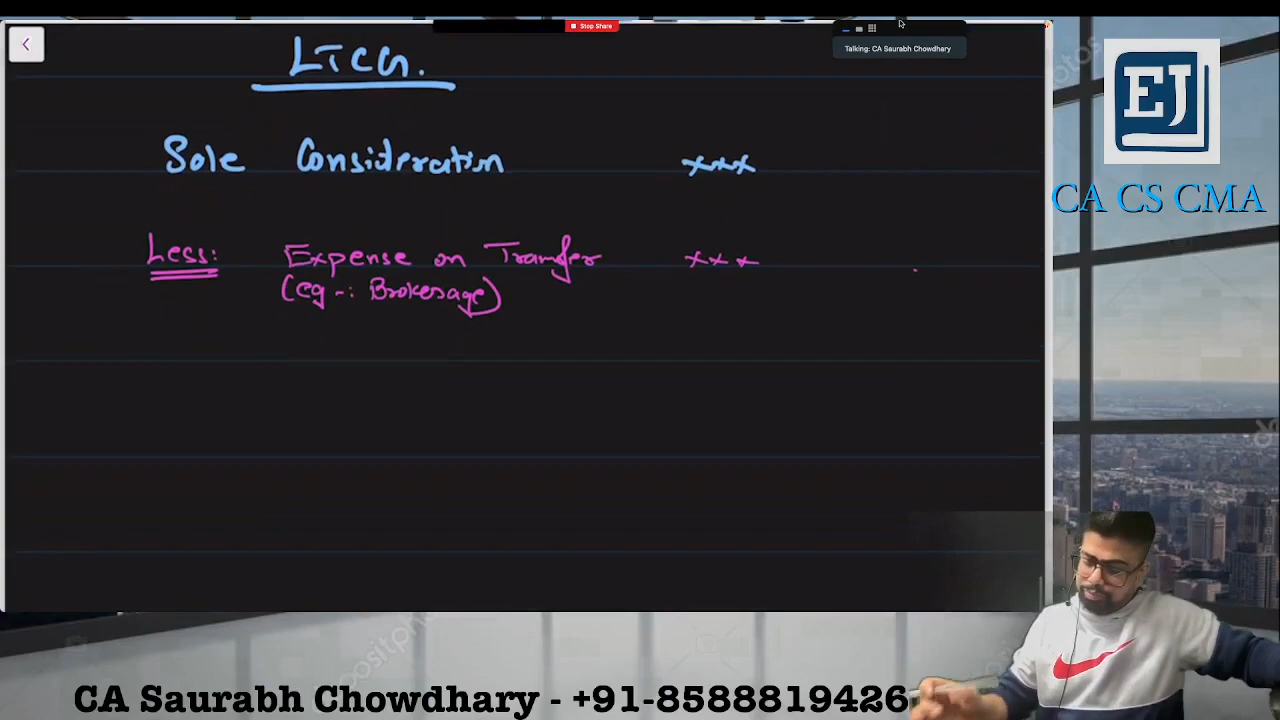 Stop Share
Talking: CA Saurabh Chowdhary
LTCG.
EJ
Sale Consideration xxx
CA CS CMA
Less: Expense on Transfer xxx
(eg -: Brokerage)
CA Saurabh Chowdhary - +91-8588819426